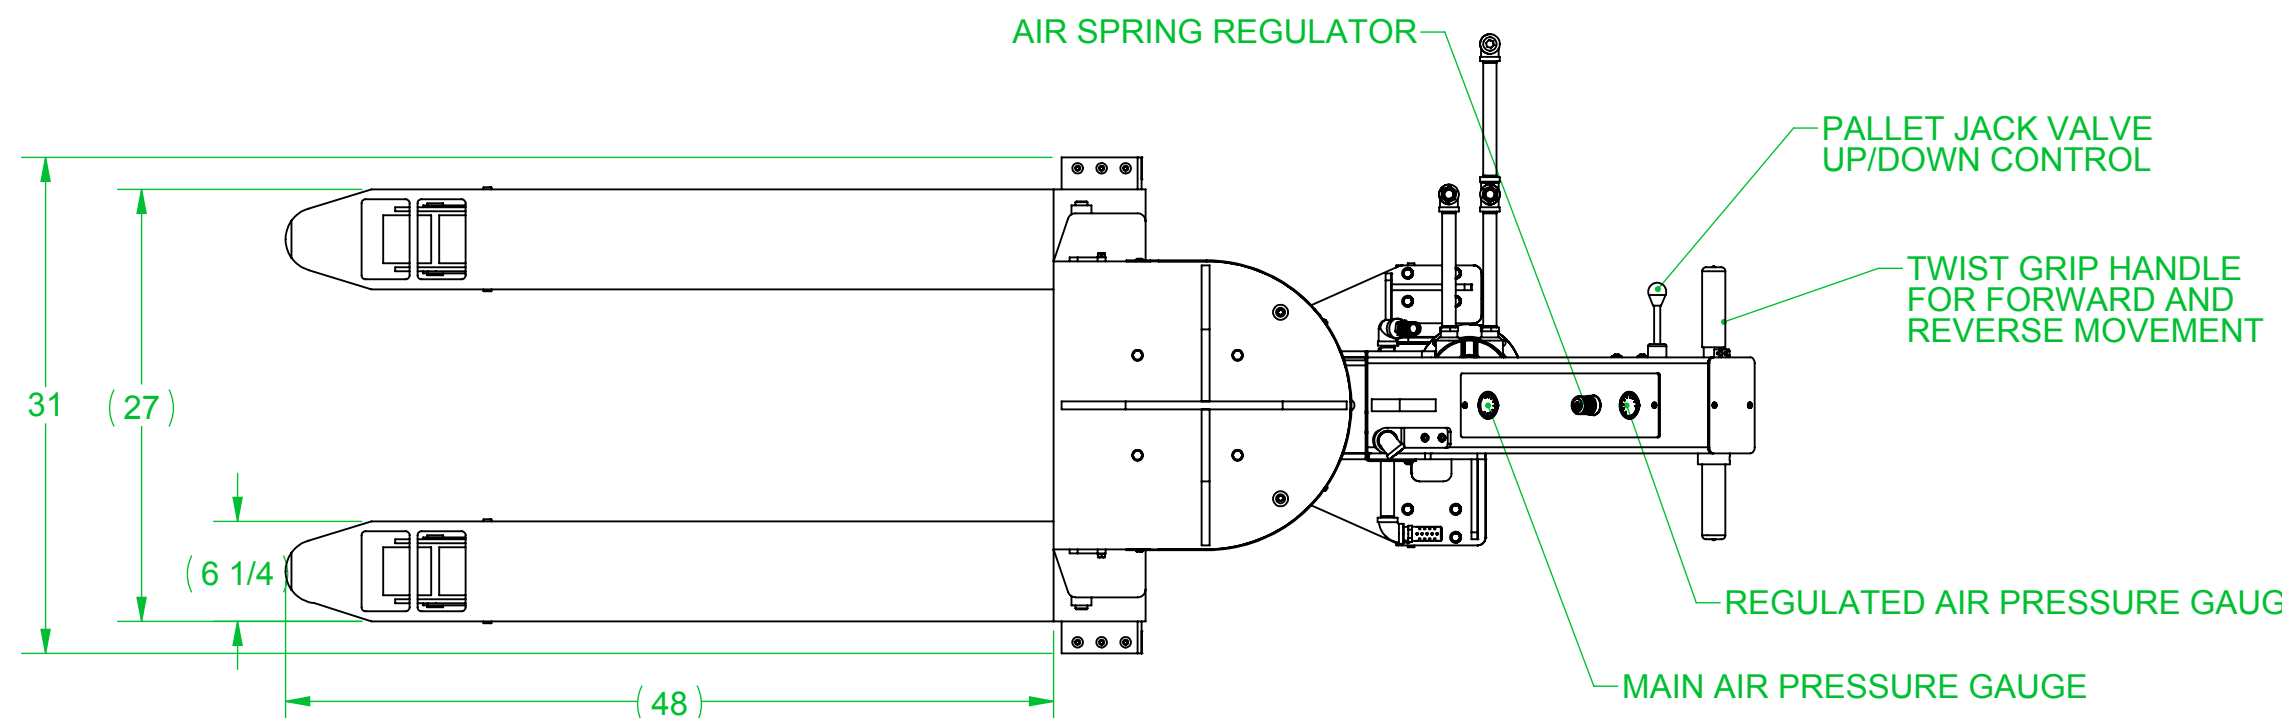 AIR SPRING REGULATOR
PALLET JACK VALVE
UP/DOWN CONTROL
TWIST GRIP HANDLE
FOR FORWARD AND
REVERSE MOVEMENT
31
(27)
(6 1/4)
REGULATED AIR PRESSURE GAUG
MAIN AIR PRESSURE GAUGE
(48)